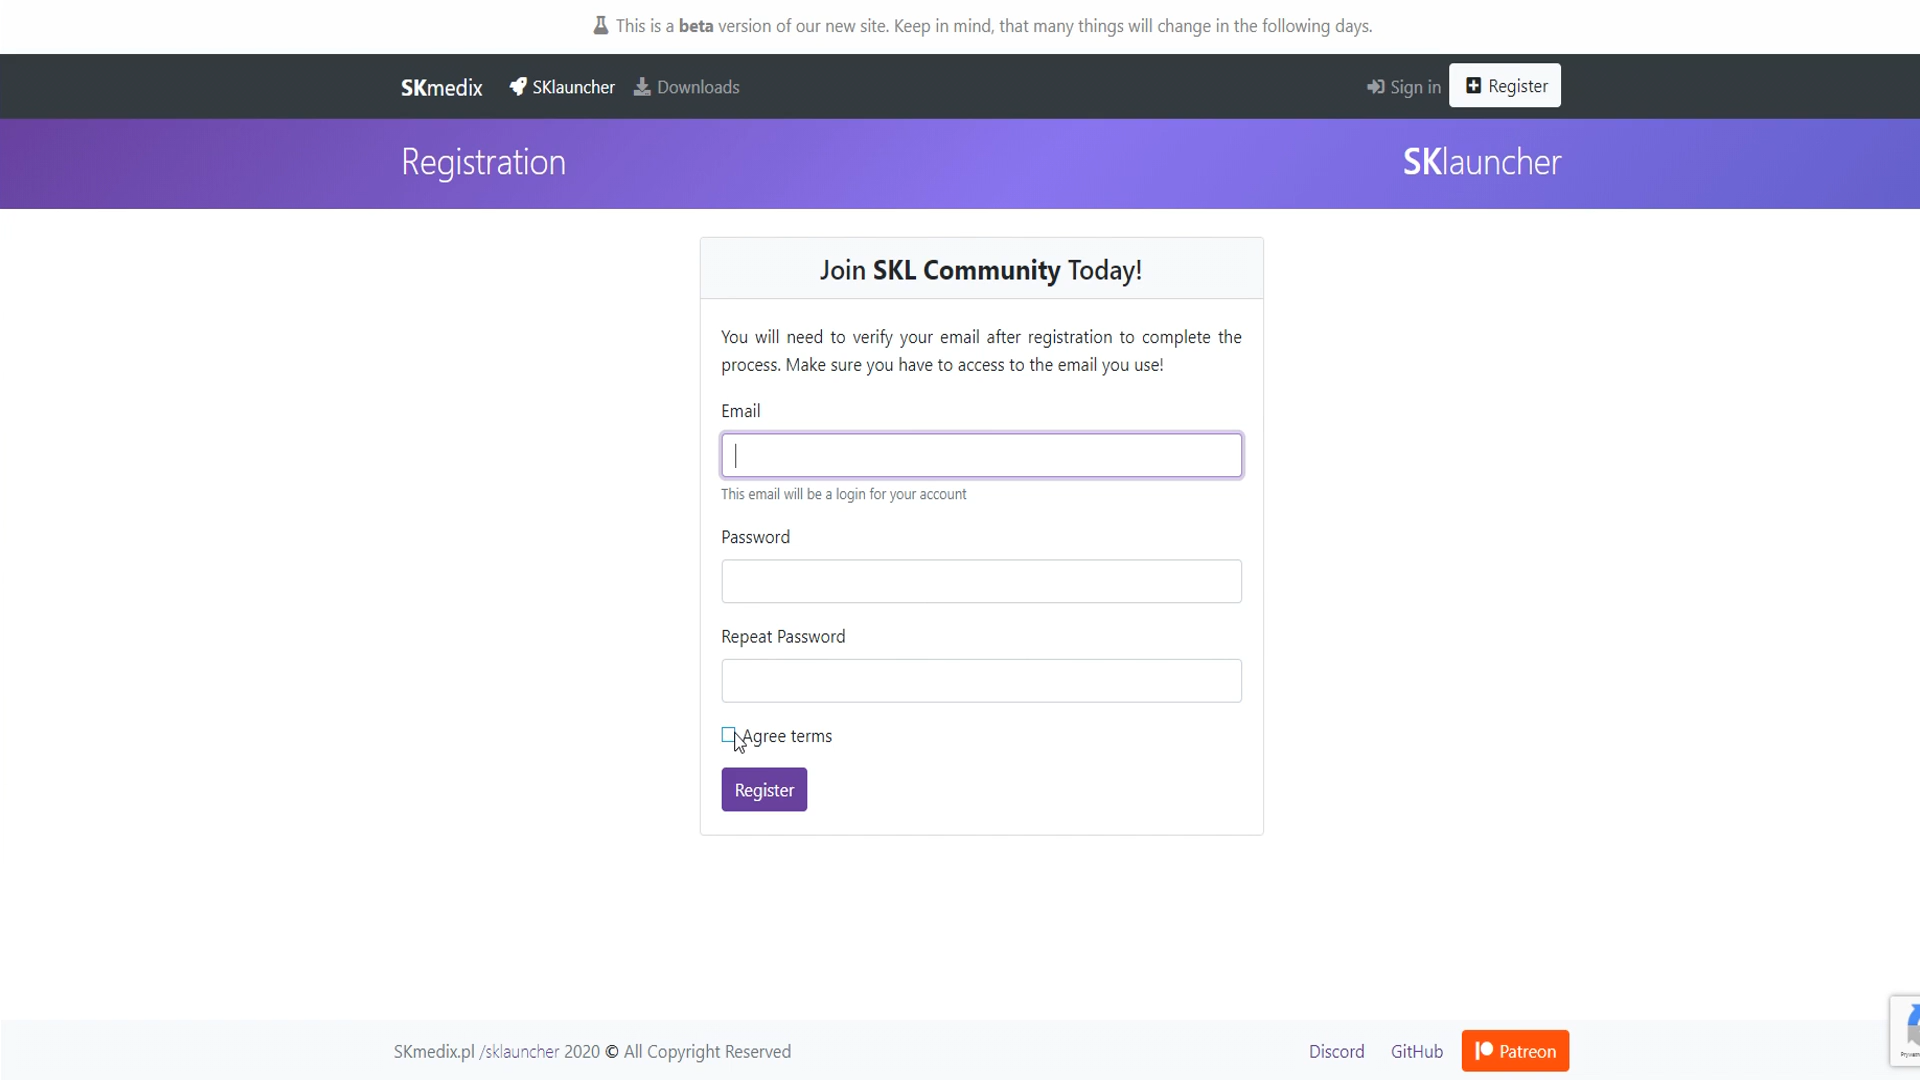 This is a beta version of our new site. Keep in mind, that many things will change in the following days.
SKmedix SKlauncher Downloads Sign in Register
Registration SKlauncher
Join SKL Community Today!
You will need to verify your email after registration to complete the
process. Make sure you have to access to the email you use!
Email
This email will be a login for your account
Password
Repeat Password
Agree terms
Register
SKmedix.pl /sklauncher 2020 © All Copyright Reserved Discord GitHub Patreon